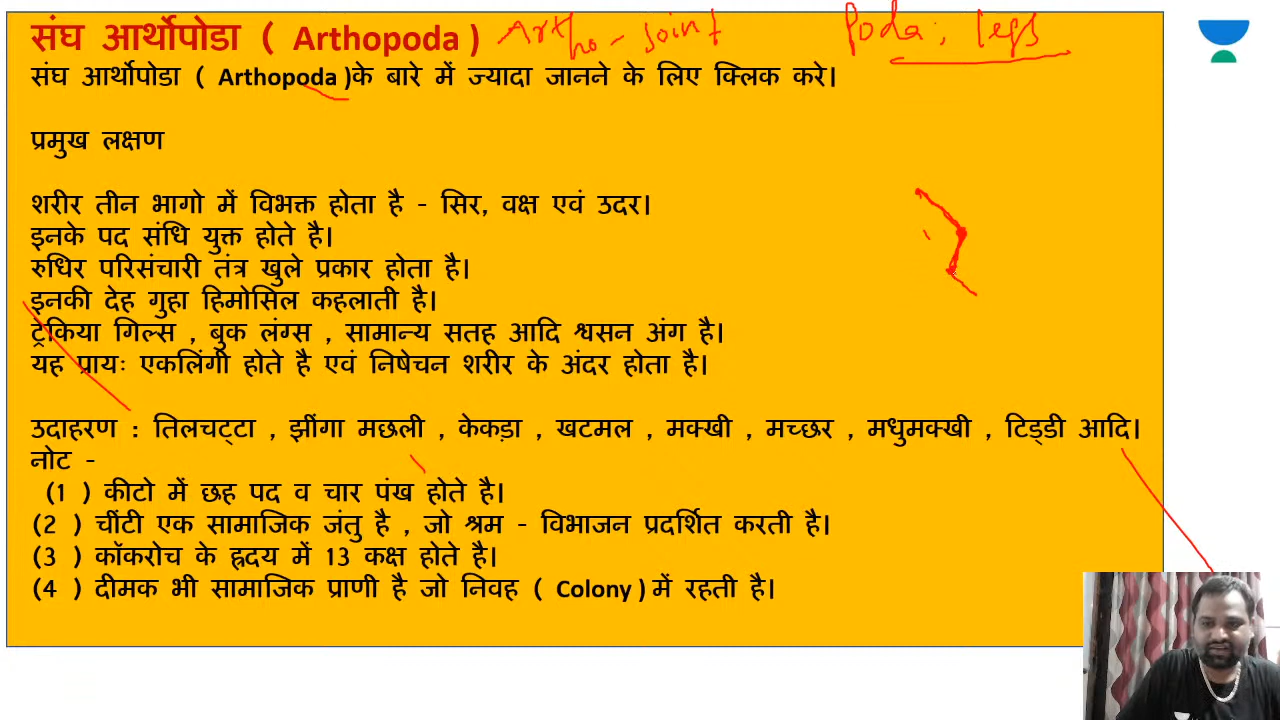 संघ आर्थोपोडा ( Arthopoda ) Artho - joint Poda : legs
संघ आर्थोपोडा ( Arthopoda )के बारे में ज्यादा जानने के लिए क्लिक करे।
प्रमुख लक्षण
शरीर तीन भागो में विभक्त होता है - सिर, वक्ष एवं उदर।
इनके पद संधि युक्त होते है।
रुधिर परिसंचारी तंत्र खुले प्रकार होता है।
इनकी देह गुहा हिमोसिल कहलाती है।
ट्रेकिया गिल्स , बुक लंग्स , सामान्य सतह आदि श्वसन अंग है।
यह प्रायः एकलिंगी होते है एवं निषेचन शरीर के अंदर होता है।
उदाहरण : तिलचट्टा , झींगा मछली , केकड़ा , खटमल , मक्खी , मच्छर , मधुमक्खी , टिड्डी आदि।
नोट -
(1 ) कीटो में छह पद व चार पंख होते है।
(2 ) चींटी एक सामाजिक जंतु है , जो श्रम - विभाजन प्रदर्शित करती है।
(3 ) कॉकरोच के ह्रदय में 13 कक्ष होते है।
(4 ) दीमक भी सामाजिक प्राणी है जो निवह ( Colony ) में रहती है।